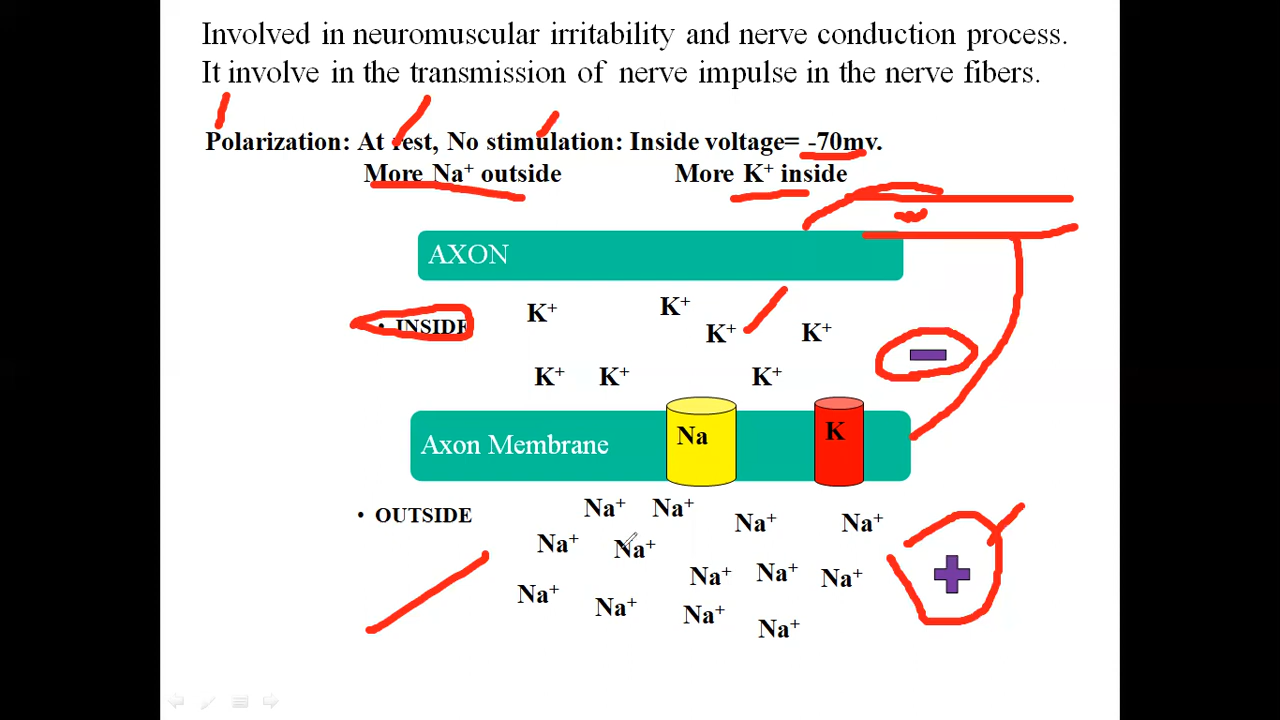 Involved in neuromuscular irritability and nerve conduction process.
It involve in the transmission of nerve impulse in the nerve fibers.
Polarization: At rest, No stimulation: Inside voltage= -70mv.
More Na⁺ outside More K⁺ inside
AXON
K⁺ K⁺
• INSIDE K⁺ K⁺
K⁺ K⁺ K⁺
Na K
Axon Membrane
Na⁺ Na⁺
• OUTSIDE Na⁺ Na⁺
Na⁺ Na⁺
Na⁺ Na⁺ Na⁺
Na⁺ Na⁺ Na⁺
Na⁺